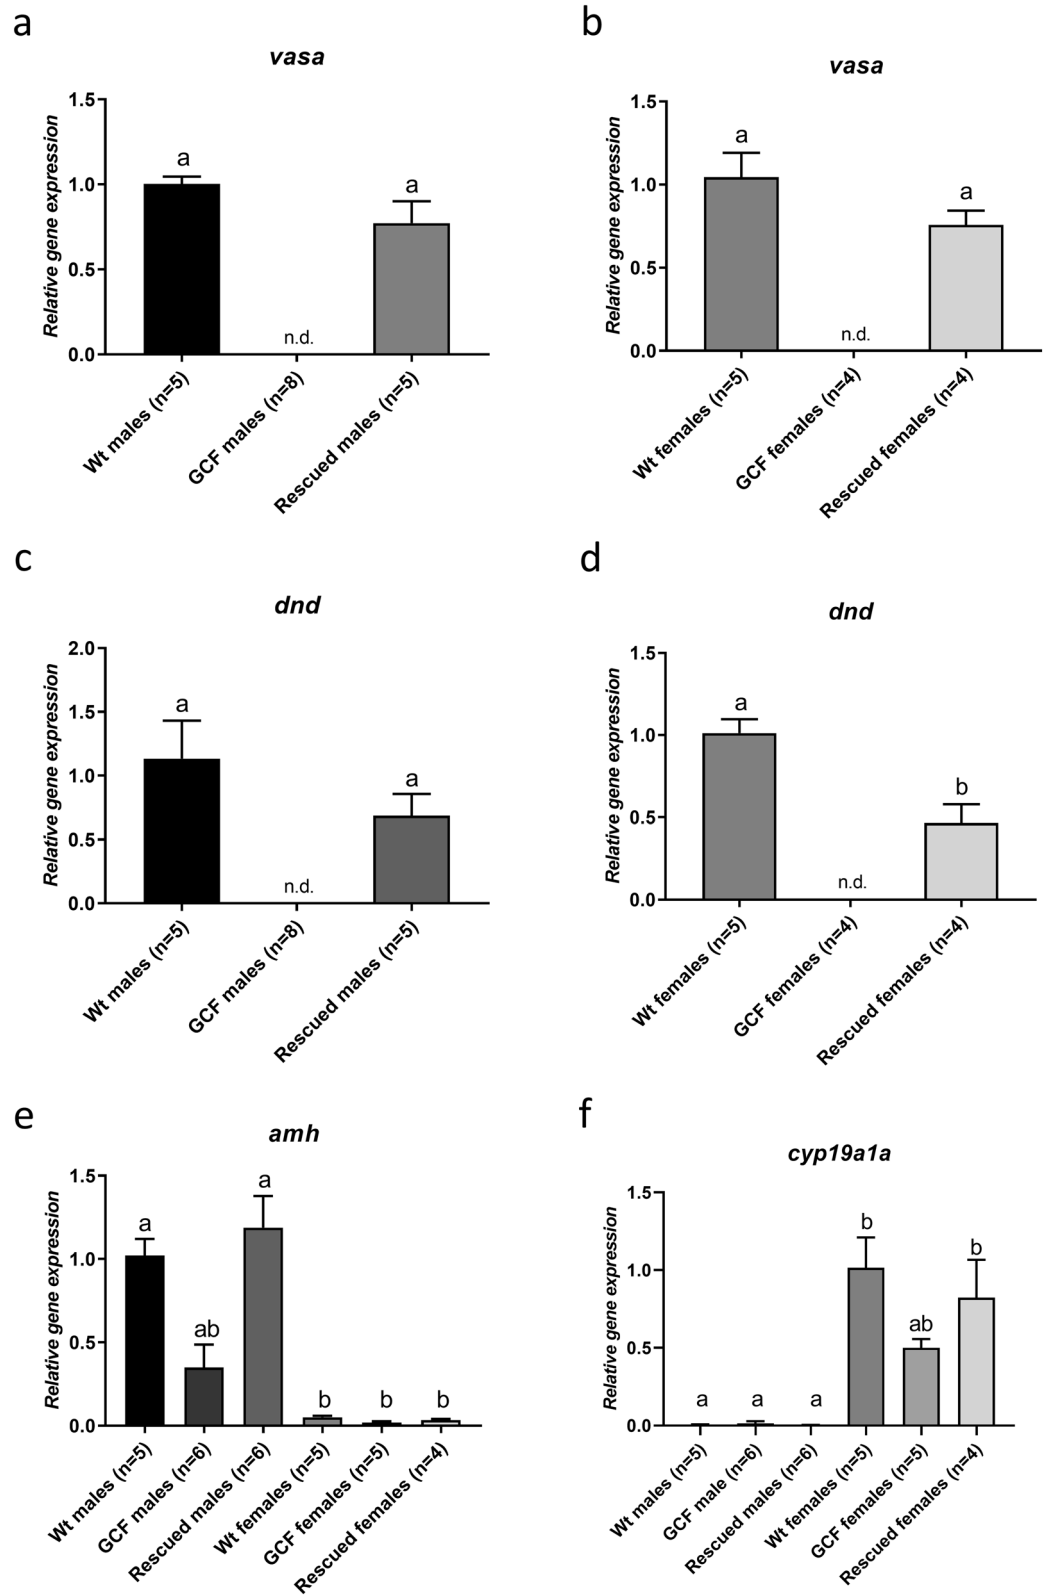 a
vasa
Relative gene expression
1.5
1.0
0.5
0.0
a
n.d.
a
Wt males (n=5)
GCF males (n=8)
Rescued males (n=5)
b
vasa
Relative gene expression
1.5
1.0
0.5
0.0
a
n.d.
a
Wt females (n=5)
GCF females (n=4)
Rescued females (n=4)
c
dnd
Relative gene expression
2.0
1.5
1.0
0.5
0.0
a
n.d.
a
Wt males (n=5)
GCF males (n=8)
Rescued males (n=5)
d
dnd
Relative gene expression
1.5
1.0
0.5
0.0
a
n.d.
b
Wt females (n=5)
GCF females (n=4)
Rescued females (n=4)
e
amh
Relative gene expression
1.5
1.0
0.5
0.0
a
ab
a
b
b
b
Wt males (n=5)
GCF males (n=6)
Rescued males (n=6)
Wt females (n=5)
GCF females (n=5)
Rescued females (n=4)
f
cyp19a1a
Relative gene expression
1.5
1.0
0.5
0.0
a
a
a
b
ab
b
Wt males (n=5)
GCF male (n=6)
Rescued males (n=6)
Wt females (n=5)
GCF females (n=5)
Rescued females (n=4)